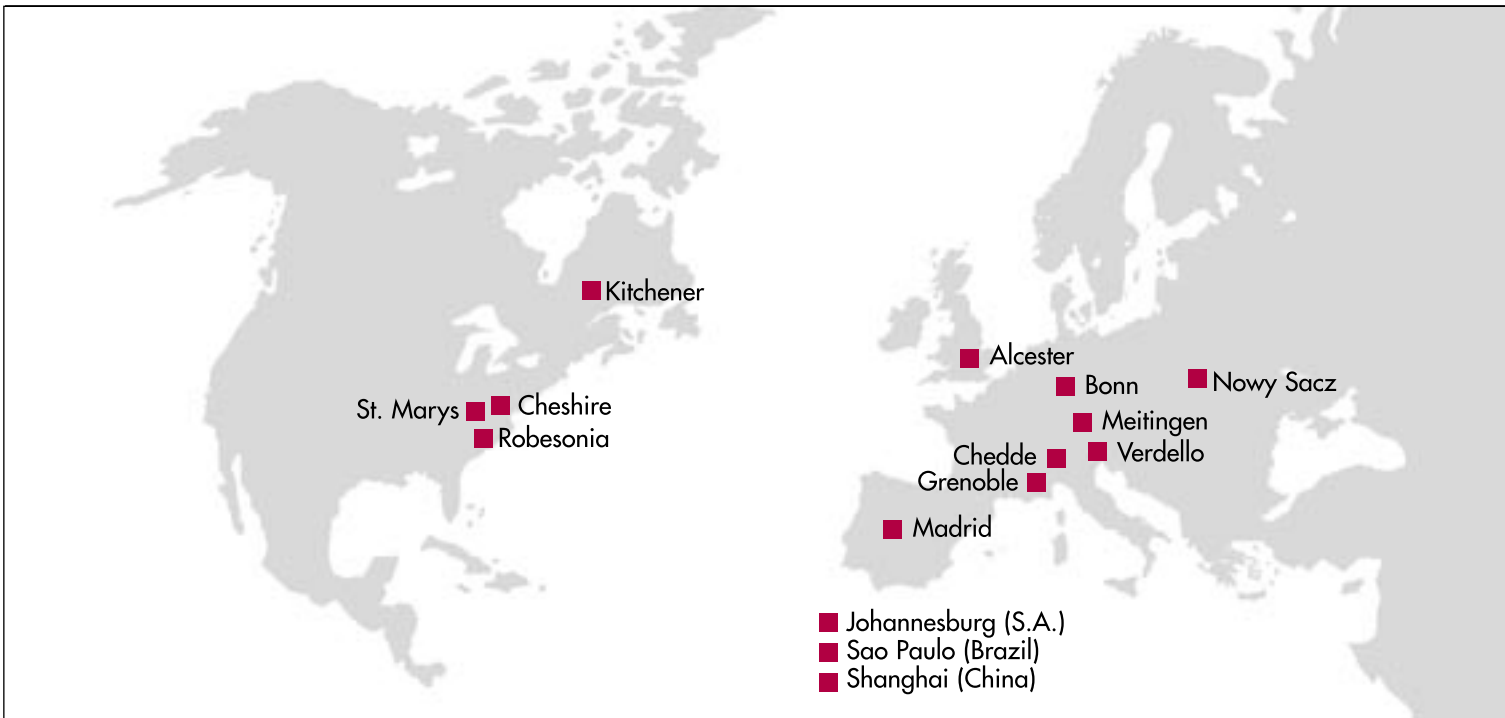 Kitchener
St. Marys
Cheshire
Robesonia
Alcester
Bonn
Nowy Sacz
Meitingen
Chedde
Verdello
Grenoble
Madrid
Johannesburg (S.A.)
Sao Paulo (Brazil)
Shanghai (China)